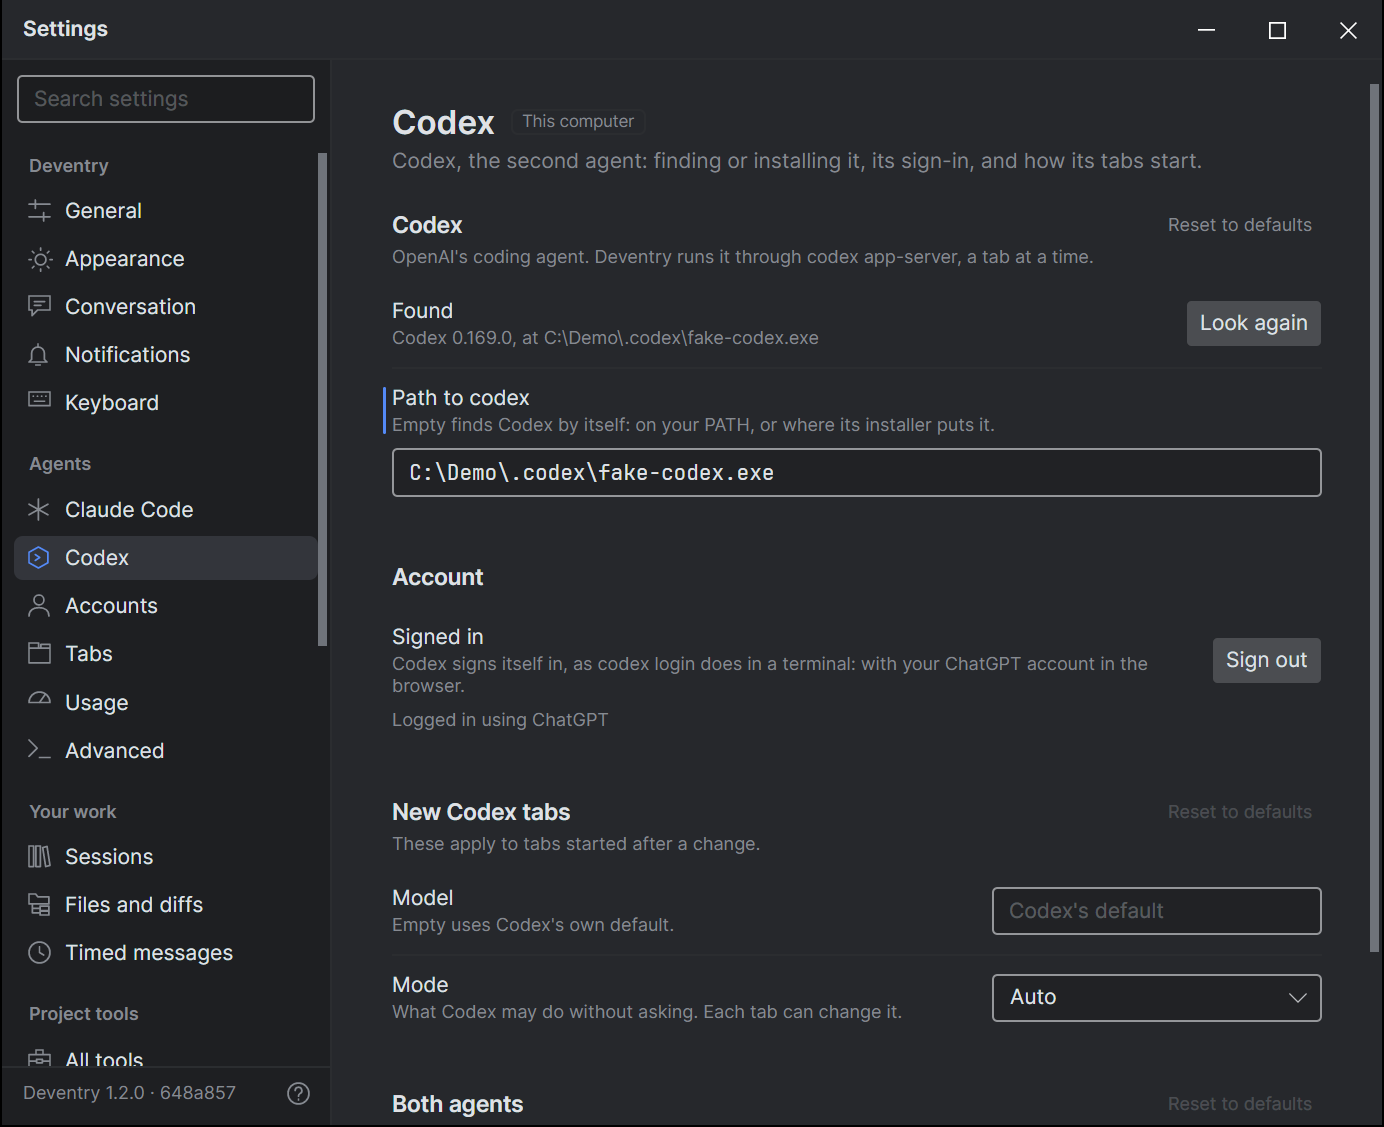 Settings
Search settings
Deventry
General
Appearance
Conversation
Notifications
Keyboard
Agents
Claude Code
Codex
Accounts
Tabs
Usage
Advanced
Your work
Sessions
Files and diffs
Timed messages
Project tools
All tools
Deventry 1.2.0 · 648a857
Codex This computer
Codex, the second agent: finding or installing it, its sign-in, and how its tabs start.
Codex Reset to defaults
OpenAI's coding agent. Deventry runs it through codex app-server, a tab at a time.
Found
Codex 0.169.0, at C:\Demo\.codex\fake-codex.exe
Look again
Path to codex
Empty finds Codex by itself: on your PATH, or where its installer puts it.
C:\Demo\.codex\fake-codex.exe
Account
Signed in
Codex signs itself in, as codex login does in a terminal: with your ChatGPT account in the
browser.
Logged in using ChatGPT
Sign out
New Codex tabs Reset to defaults
These apply to tabs started after a change.
Model
Empty uses Codex's own default.
Codex's default
Mode
What Codex may do without asking. Each tab can change it.
Auto
Both agents Reset to defaults